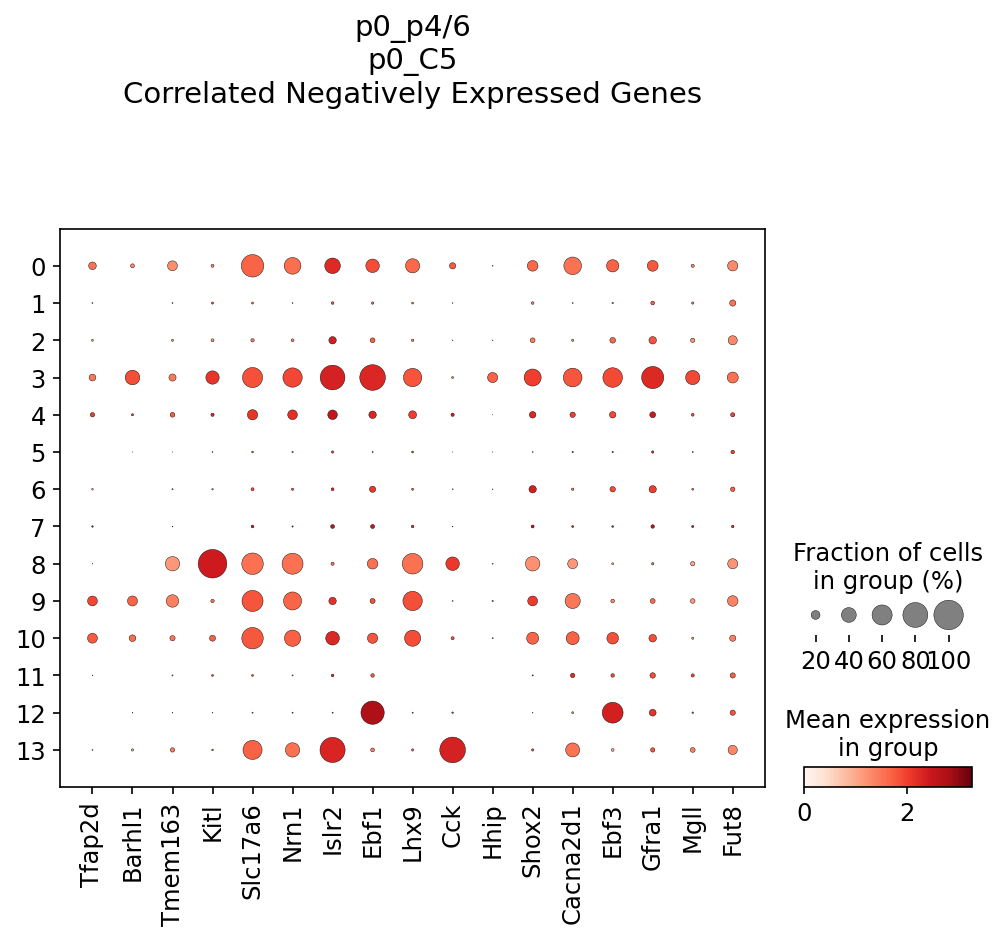 p0_p4/6
p0_C5
Correlated Negatively Expressed Genes
0
1
2
3
4
5
6
7
8
9
10
11
12
13
Tfap2d
Barhl1
Tmem163
Kitl
Slc17a6
Nrn1
Islr2
Ebf1
Lhx9
Cck
Hhip
Shox2
Cacna2d1
Ebf3
Gfra1
Mgll
Fut8
Fraction of cells
in group (%)
20 40 60 80 100
Mean expression
in group
0 2